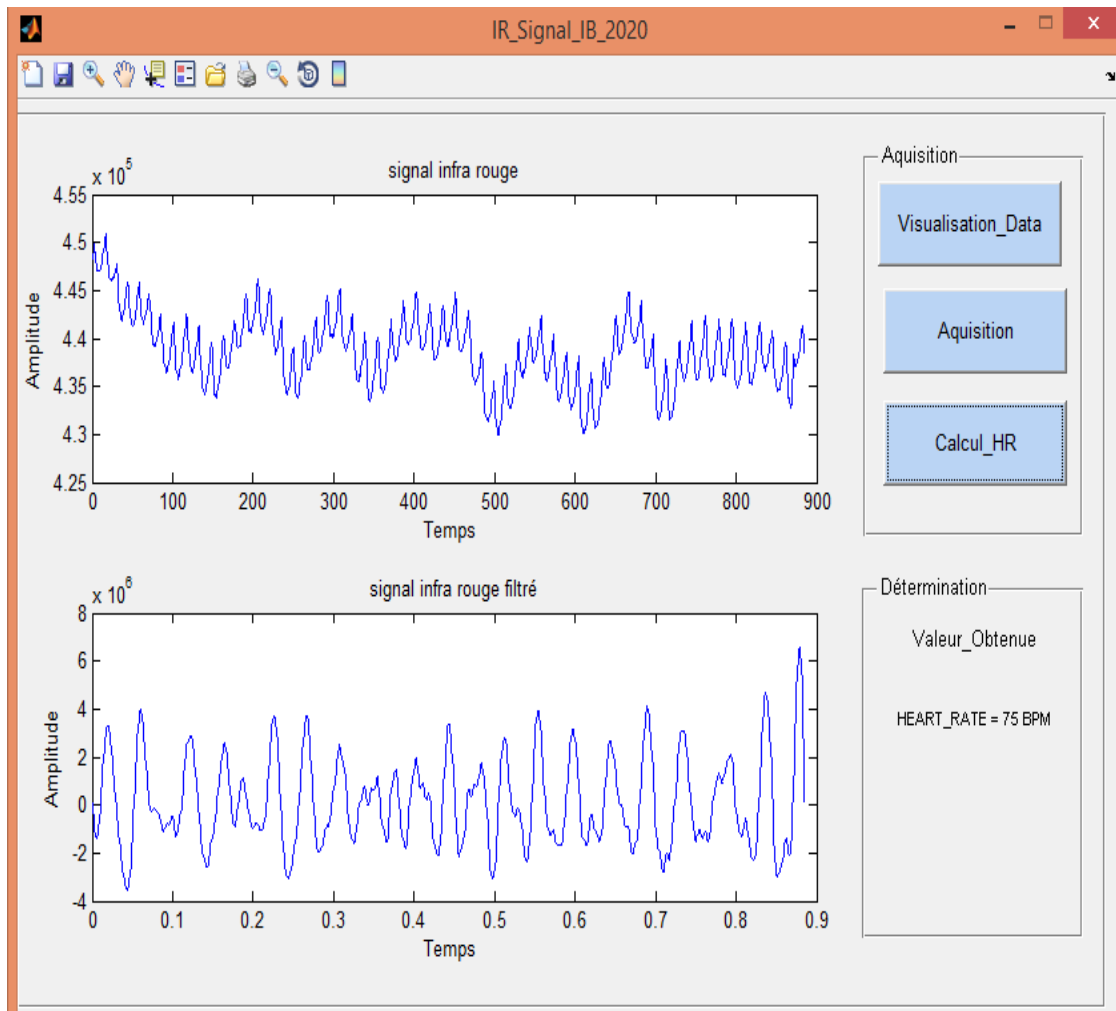 IR_Signal_IB_2020
signal infra rouge
x 10^5
4.55
4.5
4.45
4.4
4.35
4.3
4.25
Amplitude
0 100 200 300 400 500 600 700 800 900
Temps
Aquisition
Visualisation_Data
Aquisition
Calcul_HR
signal infra rouge filtré
x 10^6
8
6
4
2
0
-2
-4
Amplitude
0 0.1 0.2 0.3 0.4 0.5 0.6 0.7 0.8 0.9
Temps
Détermination
Valeur_Obtenue
HEART_RATE = 75 BPM